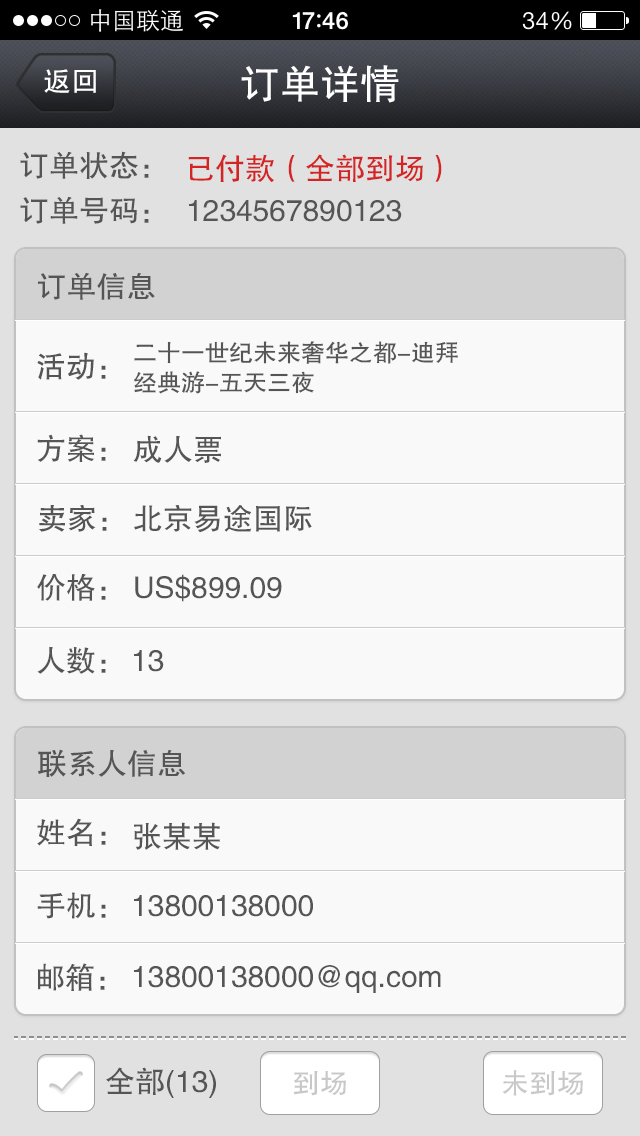 中国联通 17:46 34%
返回 订单详情
订单状态： 已付款（全部到场）
订单号码： 1234567890123
订单信息
活动： 二十一世纪未来奢华之都-迪拜
经典游-五天三夜
方案： 成人票
卖家： 北京易途国际
价格： US$899.09
人数： 13
联系人信息
姓名： 张某某
手机： 13800138000
邮箱： 13800138000@qq.com
全部(13) 到场 未到场